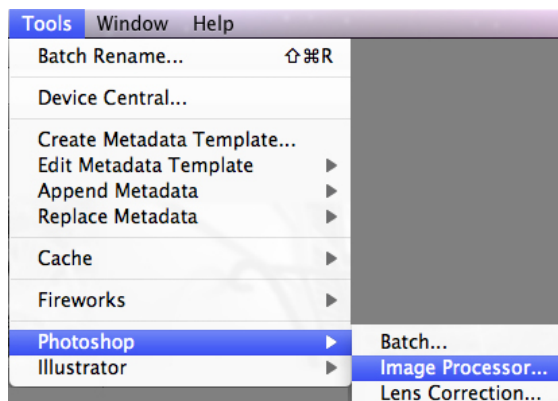 Tools Window Help
Batch Rename... ⇧⌘R
Device Central...
Create Metadata Template...
Edit Metadata Template
Append Metadata
Replace Metadata
Cache
Fireworks
Photoshop
Illustrator
Batch...
Image Processor...
Lens Correction...